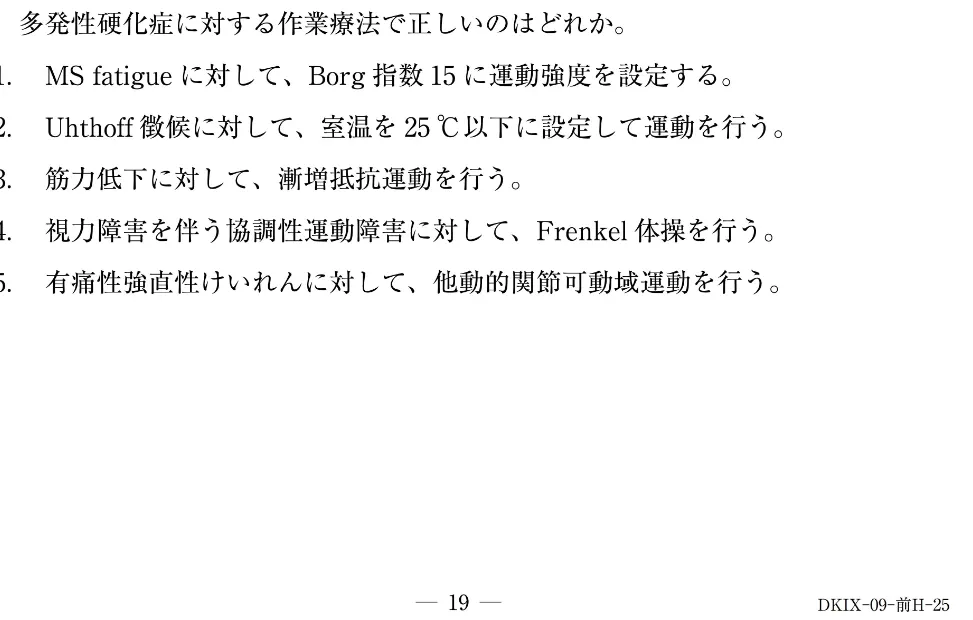 多発性硬化症に対する作業療法で正しいのはどれか。
1. MS fatigue に対して、Borg 指数 15 に運動強度を設定する。
2. Uhthoff 徴候に対して、室温を 25 ℃以下に設定して運動を行う。
3. 筋力低下に対して、漸増抵抗運動を行う。
4. 視力障害を伴う協調性運動障害に対して、Frenkel 体操を行う。
5. 有痛性強直性けいれんに対して、他動的関節可動域運動を行う。
— 19 —
DKIX-09-前H-25